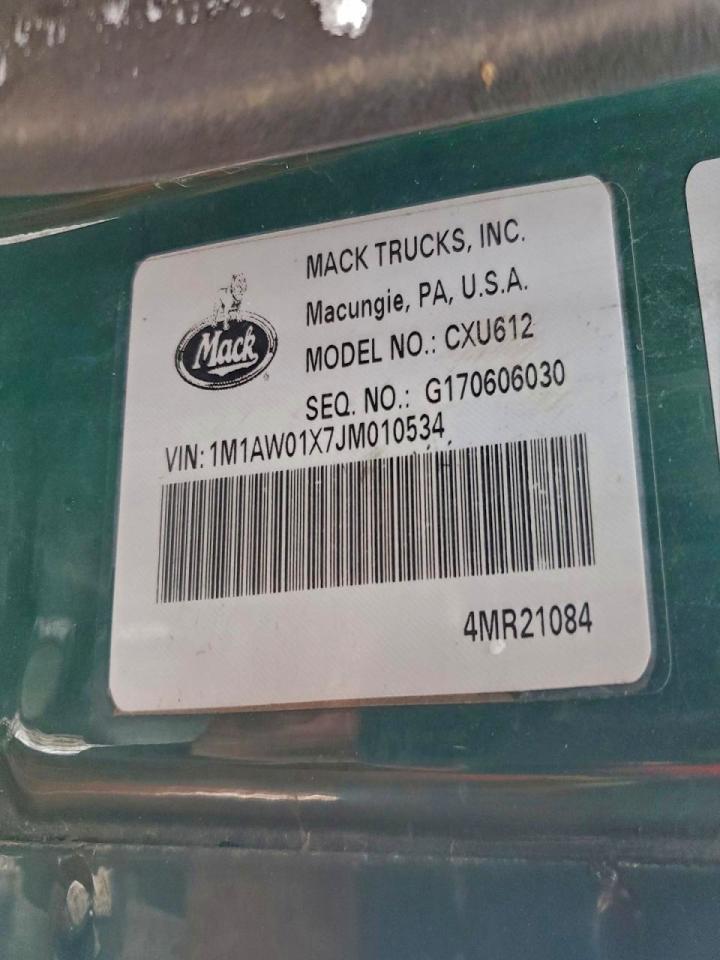 Mack
MACK TRUCKS, INC.
Macungie, PA, U.S.A.
MODEL NO.: CXU612
SEQ. NO.: G170606030
VIN: 1M1AW01X7JM010534
4MR21084